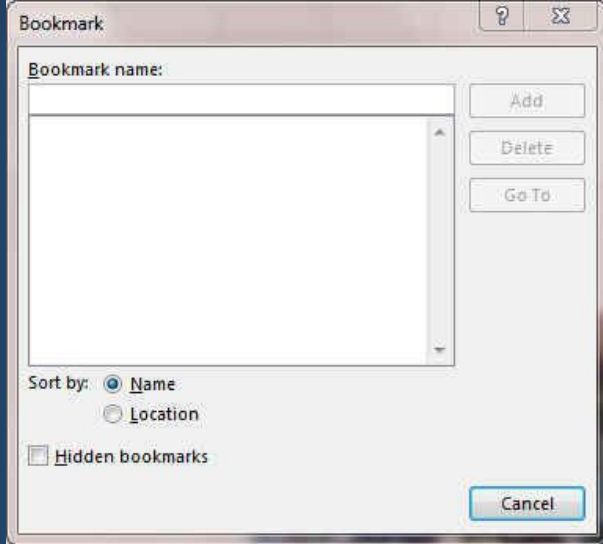 Bookmark
Bookmark name:
Add
Delete
Go To
Sort by: Name
Location
Hidden bookmarks
Cancel